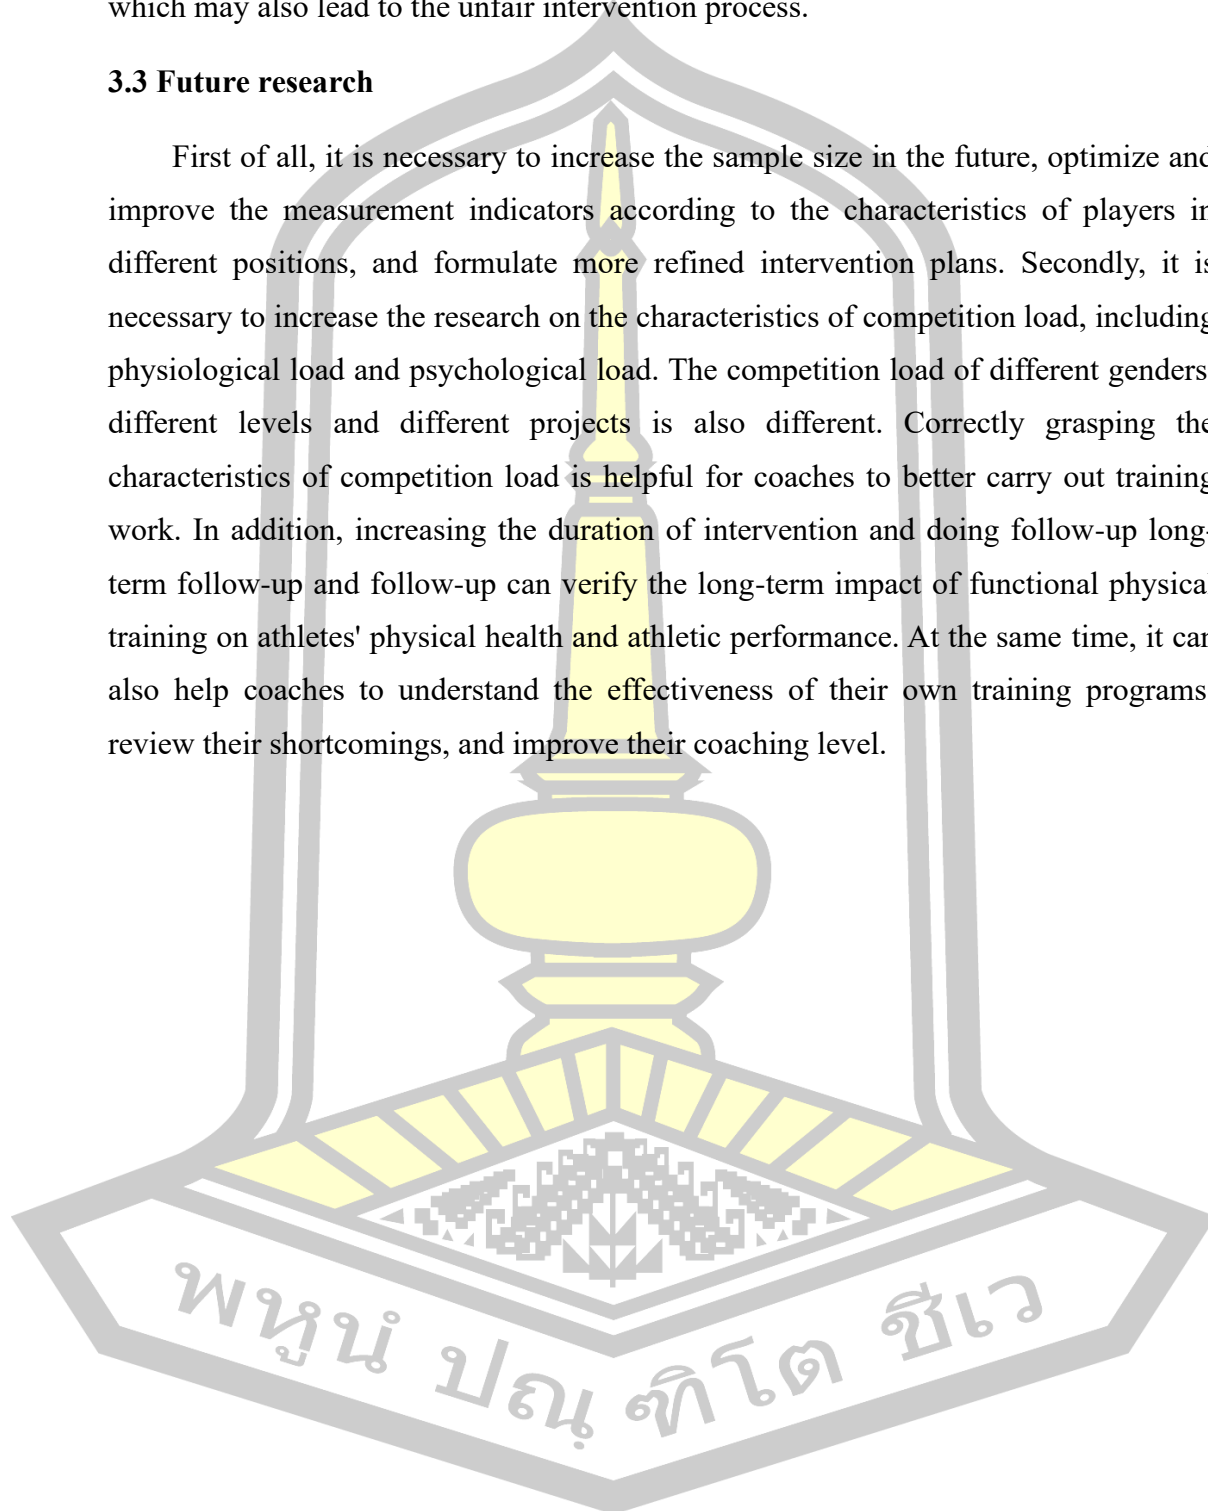 which may also lead to the unfair intervention process.
3.3 Future research
First of all, it is necessary to increase the sample size in the future, optimize and
improve the measurement indicators according to the characteristics of players in
different positions, and formulate more refined intervention plans. Secondly, it is
necessary to increase the research on the characteristics of competition load, including
physiological load and psychological load. The competition load of different genders
different levels and different projects is also different. Correctly grasping the
characteristics of competition load is helpful for coaches to better carry out training
work. In addition, increasing the duration of intervention and doing follow-up long-
term follow-up and follow-up can verify the long-term impact of functional physical
training on athletes' physical health and athletic performance. At the same time, it can
also help coaches to understand the effectiveness of their own training programs
review their shortcomings, and improve their coaching level.
พหูนํ ปณฺฑิโต ชีเว